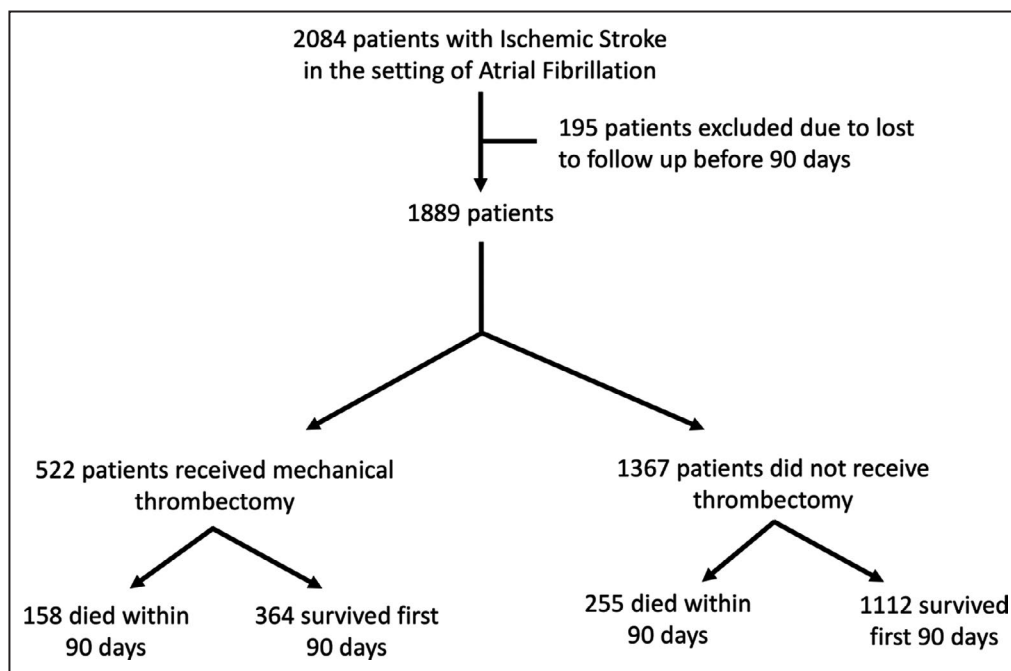 2084 patients with Ischemic Stroke
in the setting of Atrial Fibrillation
195 patients excluded due to lost
to follow up before 90 days
1889 patients
522 patients received mechanical
thrombectomy
1367 patients did not receive
thrombectomy
158 died within
90 days
364 survived first
90 days
255 died within
90 days
1112 survived
first 90 days